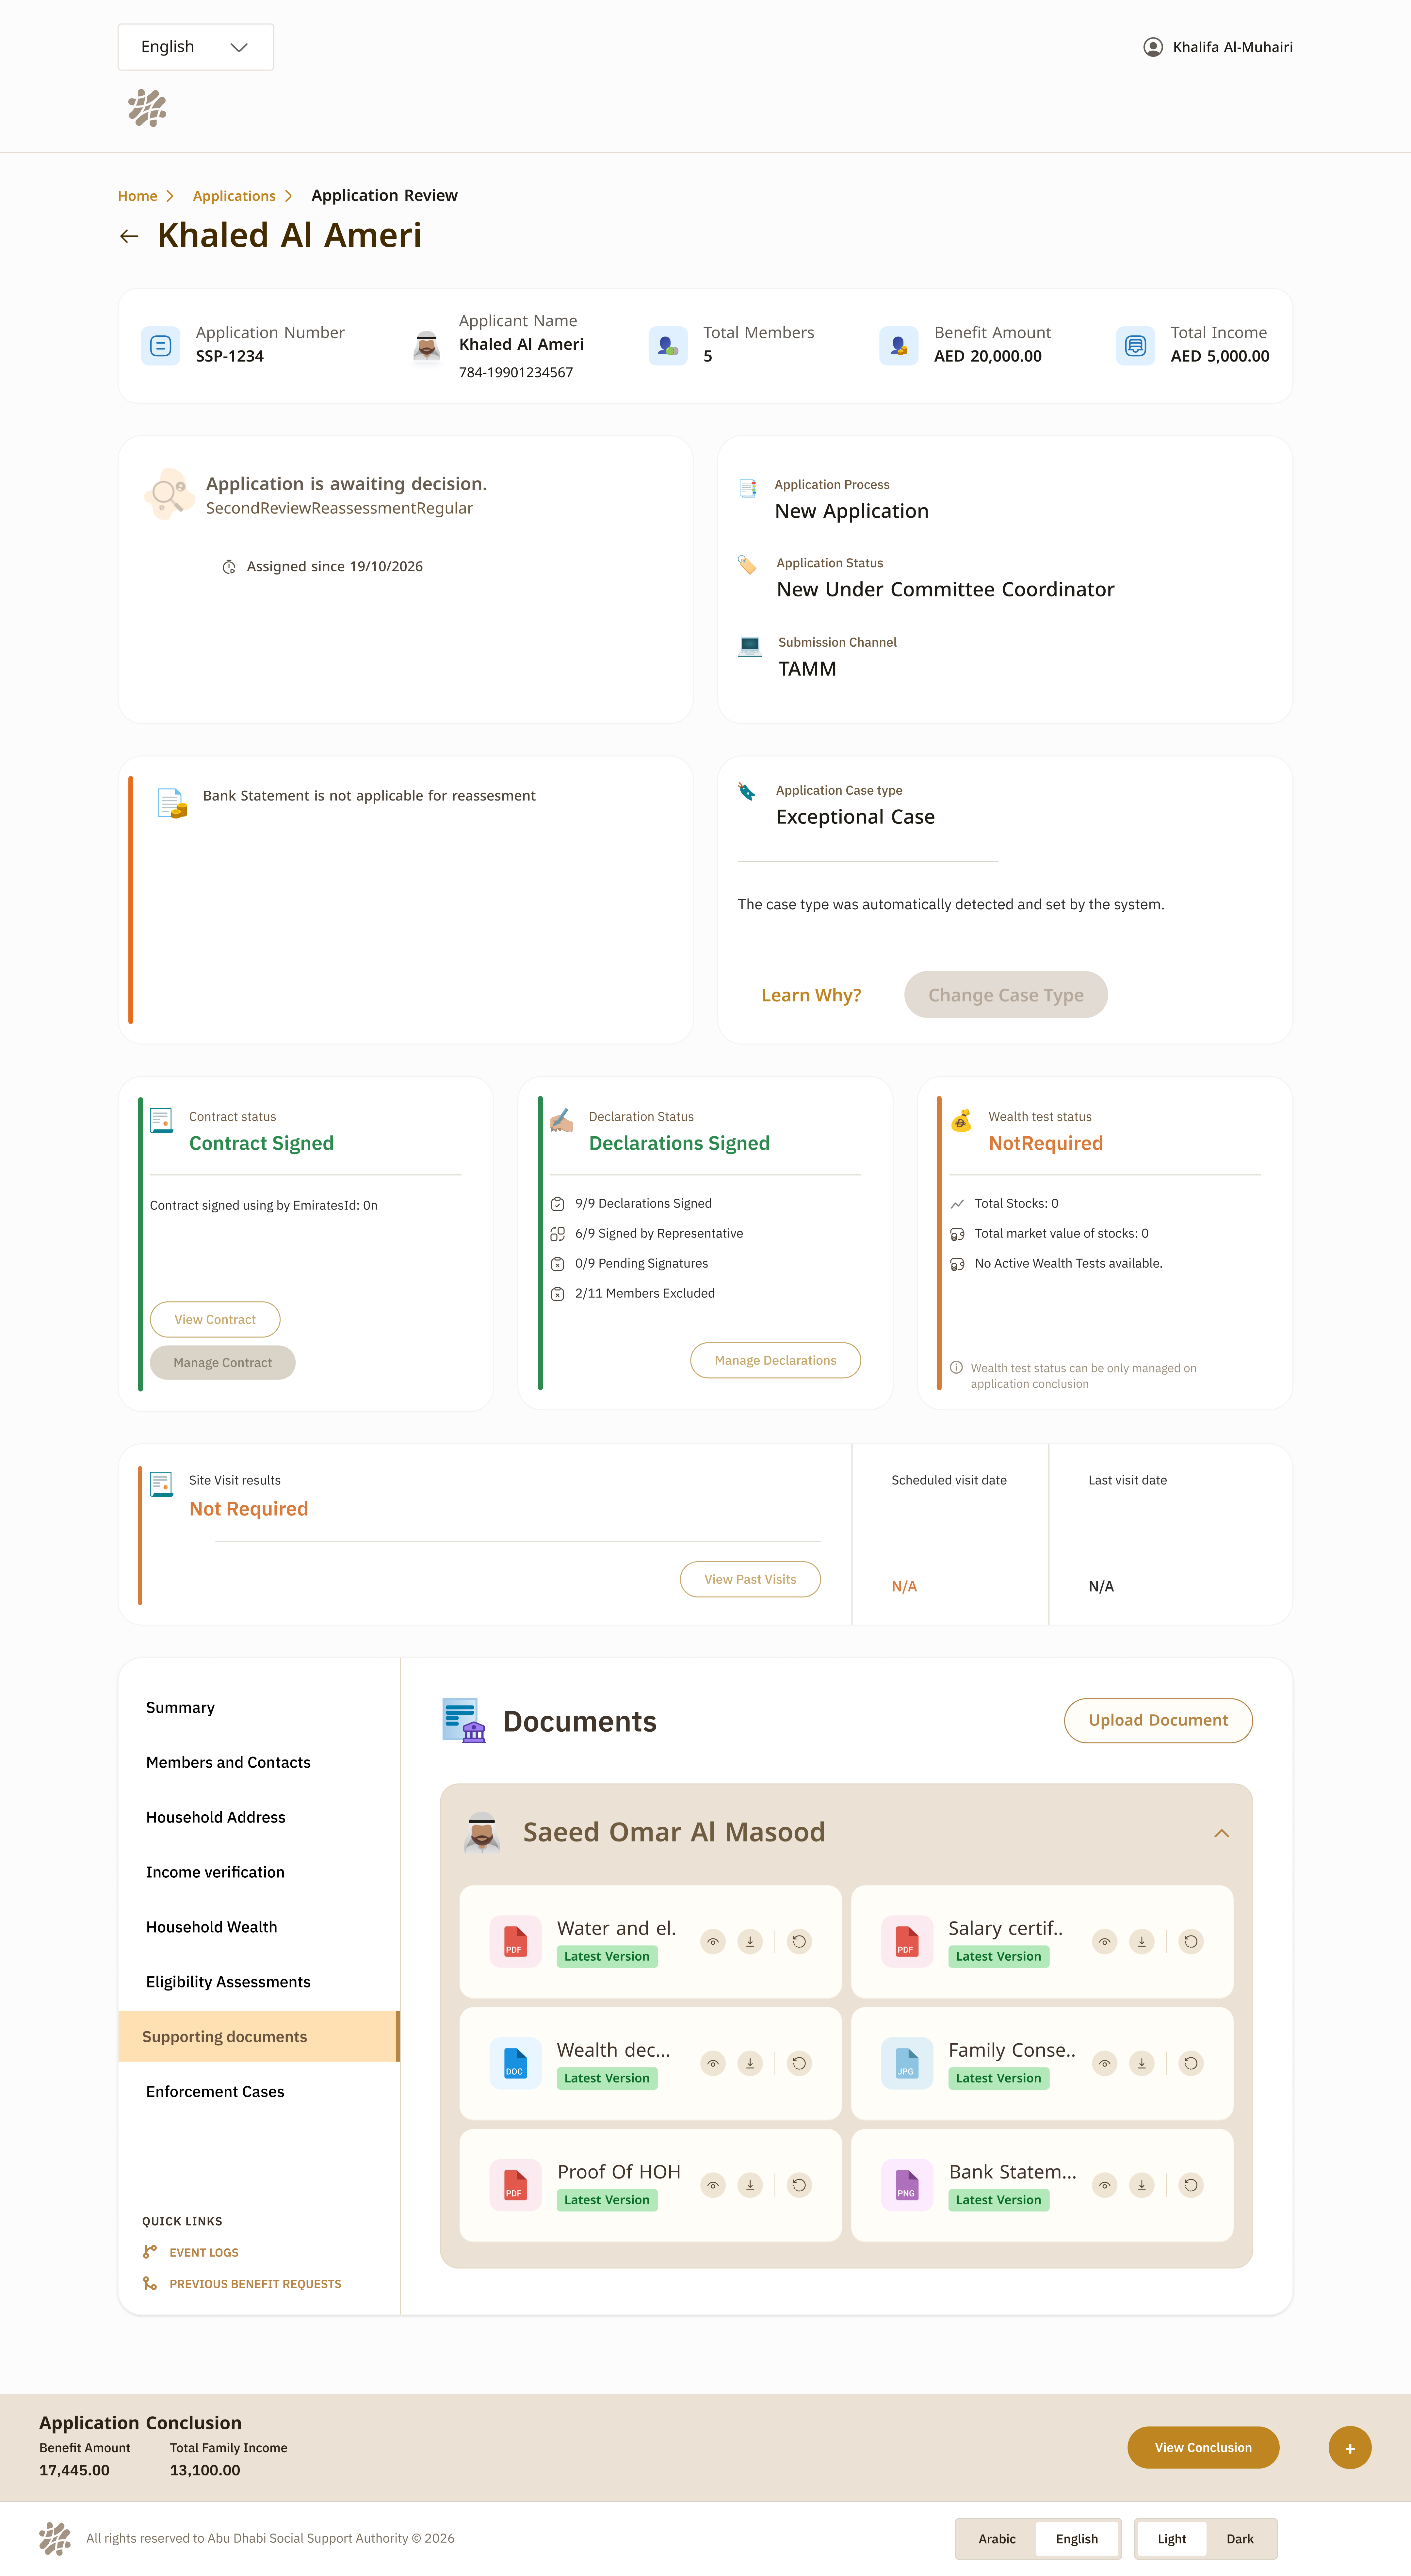 English
Khalifa Al-Muhairi
Home
Applications
Application Review
Khaled Al Ameri
Application Number
SSP-1234
Applicant Name
Khaled Al Ameri
784-19901234567
Total Members
5
Benefit Amount
AED 20,000.00
Total Income
AED 5,000.00
Application is awaiting decision.
SecondReviewReassessmentRegular
Assigned since 19/10/2026
Application Process
New Application
Application Status
New Under Committee Coordinator
Submission Channel
TAMM
Bank Statement is not applicable for reassesment
Application Case type
Exceptional Case
The case type was automatically detected and set by the system.
Learn Why?
Change Case Type
Contract status
Contract Signed
Contract signed using by EmiratesId: 0n
View Contract
Manage Contract
Declaration Status
Declarations Signed
9/9 Declarations Signed
6/9 Signed by Representative
0/9 Pending Signatures
2/11 Members Excluded
Manage Declarations
Wealth test status
NotRequired
Total Stocks: 0
Total market value of stocks: 0
No Active Wealth Tests available.
Wealth test status can be only managed on
application conclusion
Site Visit results
Not Required
View Past Visits
Scheduled visit date
N/A
Last visit date
N/A
Summary
Members and Contacts
Household Address
Income verification
Household Wealth
Eligibility Assessments
Supporting documents
Enforcement Cases
QUICK LINKS
EVENT LOGS
PREVIOUS BENEFIT REQUESTS
Documents
Upload Document
Saeed Omar Al Masood
PDF
Water and el.
Latest Version
PDF
Salary certif..
Latest Version
DOC
Wealth dec...
Latest Version
JPG
Family Conse..
Latest Version
PDF
Proof Of HOH
Latest Version
PNG
Bank Statem...
Latest Version
Application Conclusion
Benefit Amount
17,445.00
Total Family Income
13,100.00
View Conclusion
+
All rights reserved to Abu Dhabi Social Support Authority © 2026
Arabic
English
Light
Dark